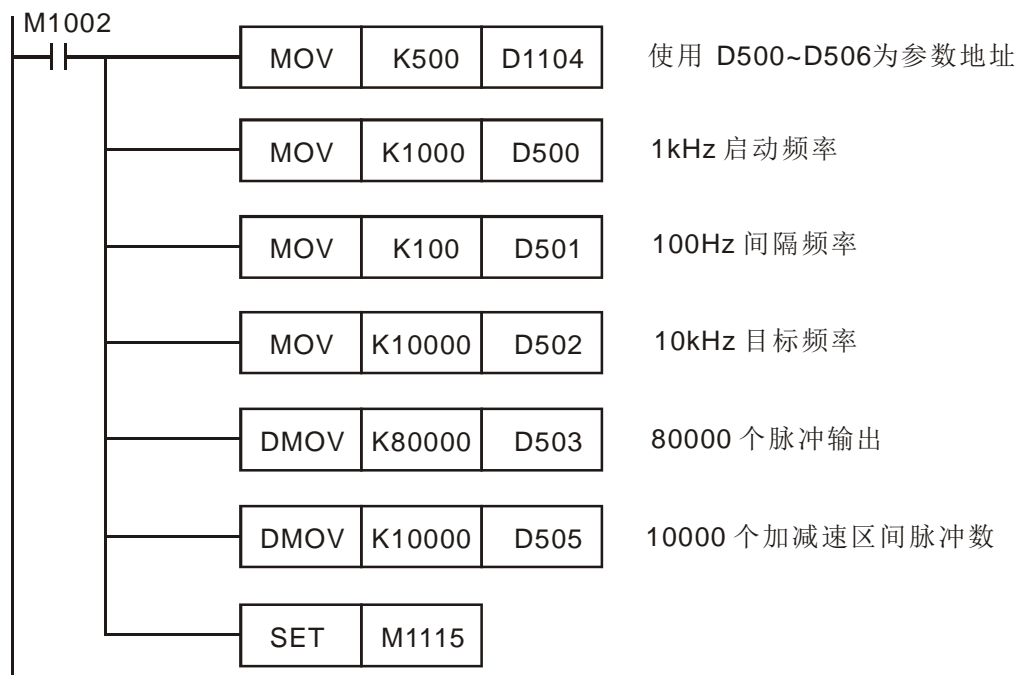 M1002
MOV K500 D1104 使用 D500~D506为参数地址
MOV K1000 D500 1kHz 启动频率
MOV K100 D501 100Hz 间隔频率
MOV K10000 D502 10kHz 目标频率
DMOV K80000 D503 80000 个脉冲输出
DMOV K10000 D505 10000 个加减速区间脉冲数
SET M1115